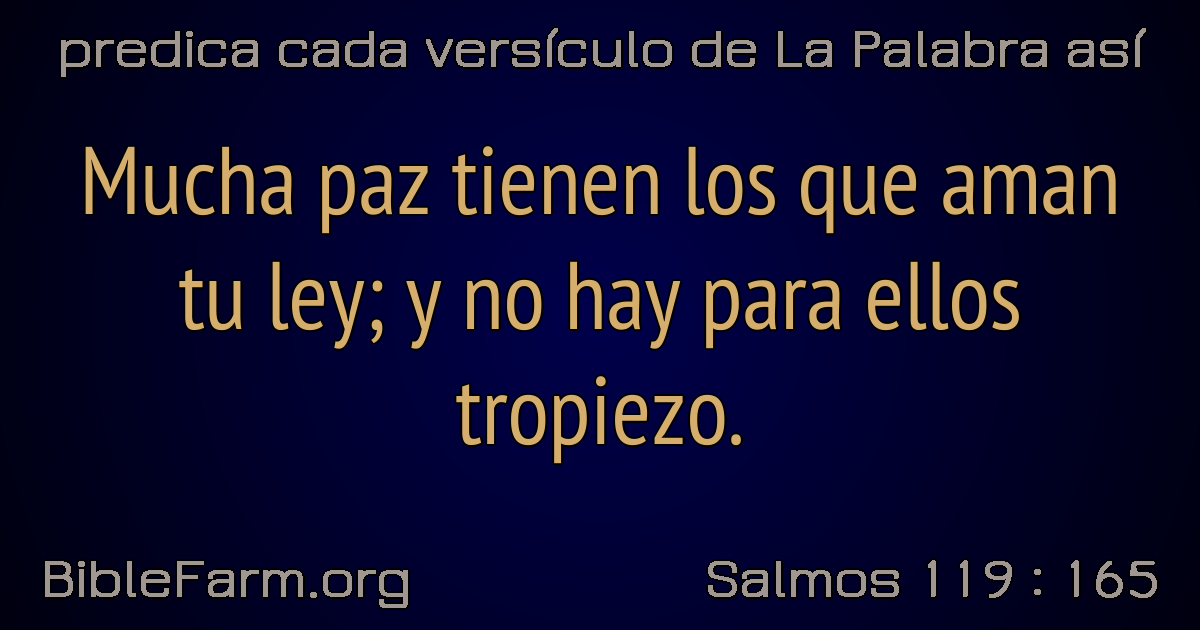 predica cada versículo de La Palabra así
Mucha paz tienen los que aman
tu ley; y no hay para ellos
tropiezo.
BibleFarm.org
Salmos 119 : 165